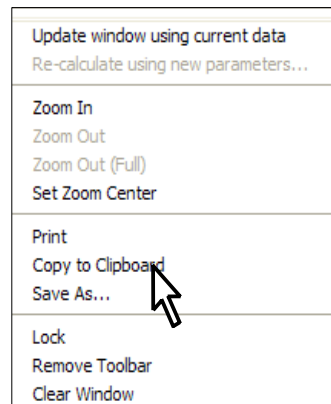 Update window using current data
Re-calculate using new parameters...
Zoom In
Zoom Out
Zoom Out (Full)
Set Zoom Center
Print
Copy to Clipboard
Save As...
Lock
Remove Toolbar
Clear Window